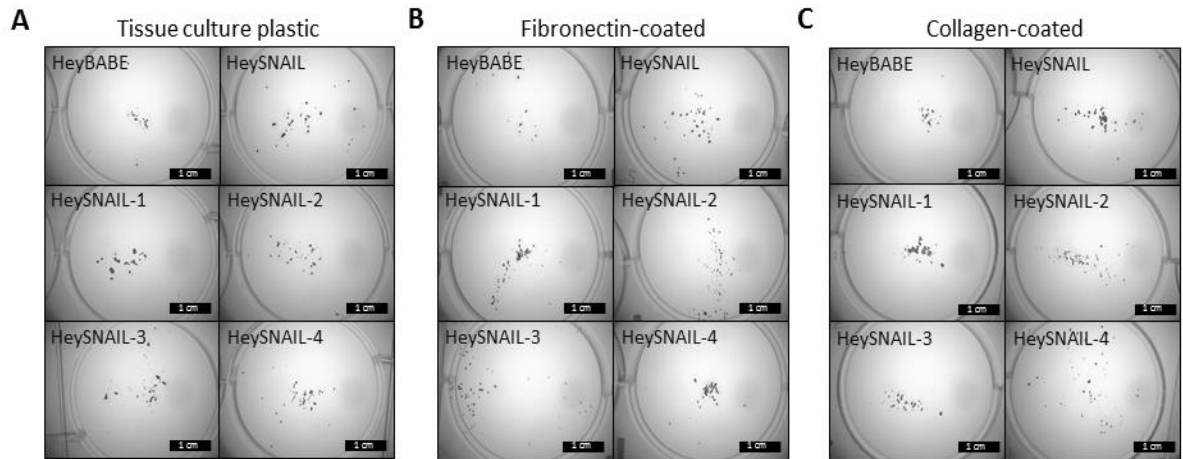 A
Tissue culture plastic
HeyBABE
HeySNAIL
1 cm
1 cm
HeySNAIL-1
HeySNAIL-2
1 cm
1 cm
HeySNAIL-3
HeySNAIL-4
1 cm
1 cm
B
Fibronectin-coated
HeyBABE
HeySNAIL
1 cm
1 cm
HeySNAIL-1
HeySNAIL-2
1 cm
1 cm
HeySNAIL-3
HeySNAIL-4
1 cm
1 cm
C
Collagen-coated
HeyBABE
HeySNAIL
1 cm
1 cm
HeySNAIL-1
HeySNAIL-2
1 cm
1 cm
HeySNAIL-3
HeySNAIL-4
1 cm
1 cm